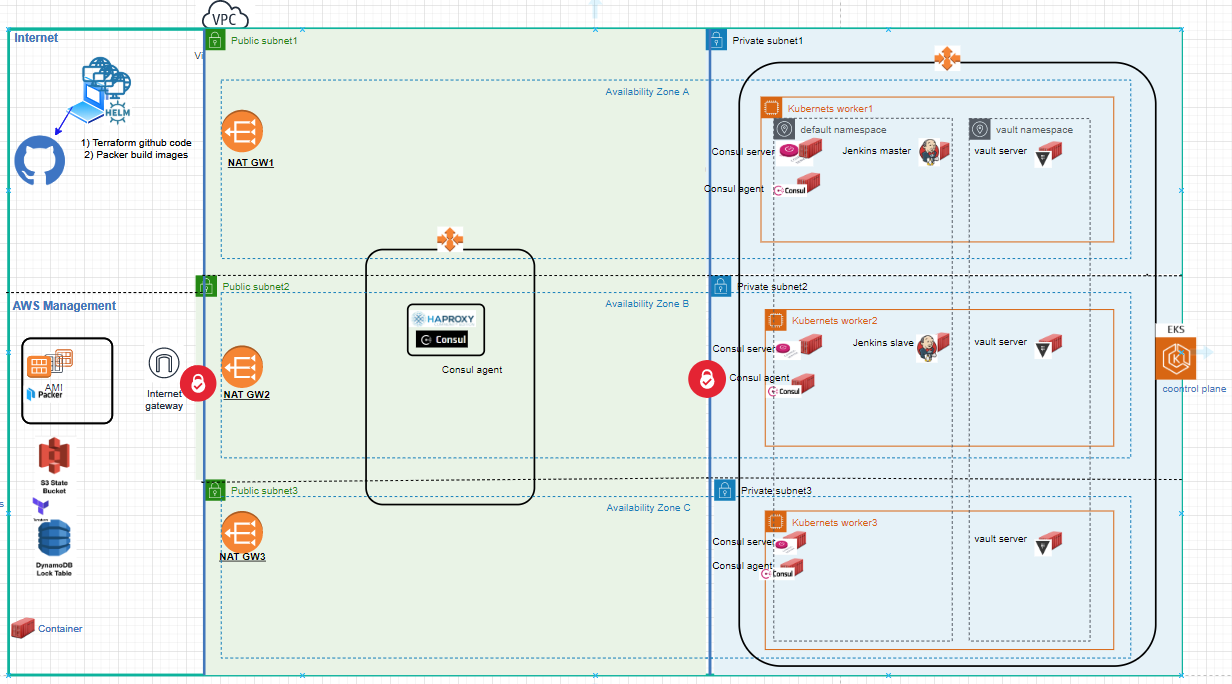 VPC
Internet
Vi
HELM
1) Terraform github code
2) Packer build images
Public subnet1
Availability Zone A
NAT GW1
Private subnet1
Kubernets worker1
default namespace
vault namespace
Consul server
Jenkins master
vault server
Consul agent
Consul
AWS Management
AMI
Packer
Internet
gateway
S3 State
Bucket
DynamoDB
Lock Table
Container
s
Public subnet2
Availability Zone B
NAT GW2
HAPROXY
Consul
Consul agent
Private subnet2
Kubernets worker2
Consul server
Jenkins slave
vault server
Consul agent
Consul
EKS
coontrol plane
Public subnet3
Availability Zone C
NAT GW3
Private subnet3
Kubernets worker3
Consul server
vault server
Consul agent
Consul